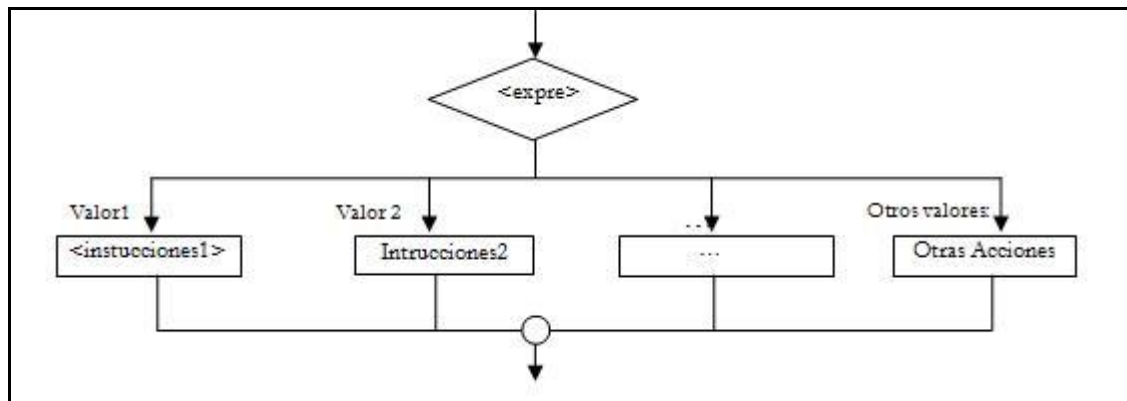 <expre>
Valor1
Valor 2
. .
Otros valores:
<instucciones1>
Intrucciones2
...
Otras Acciones